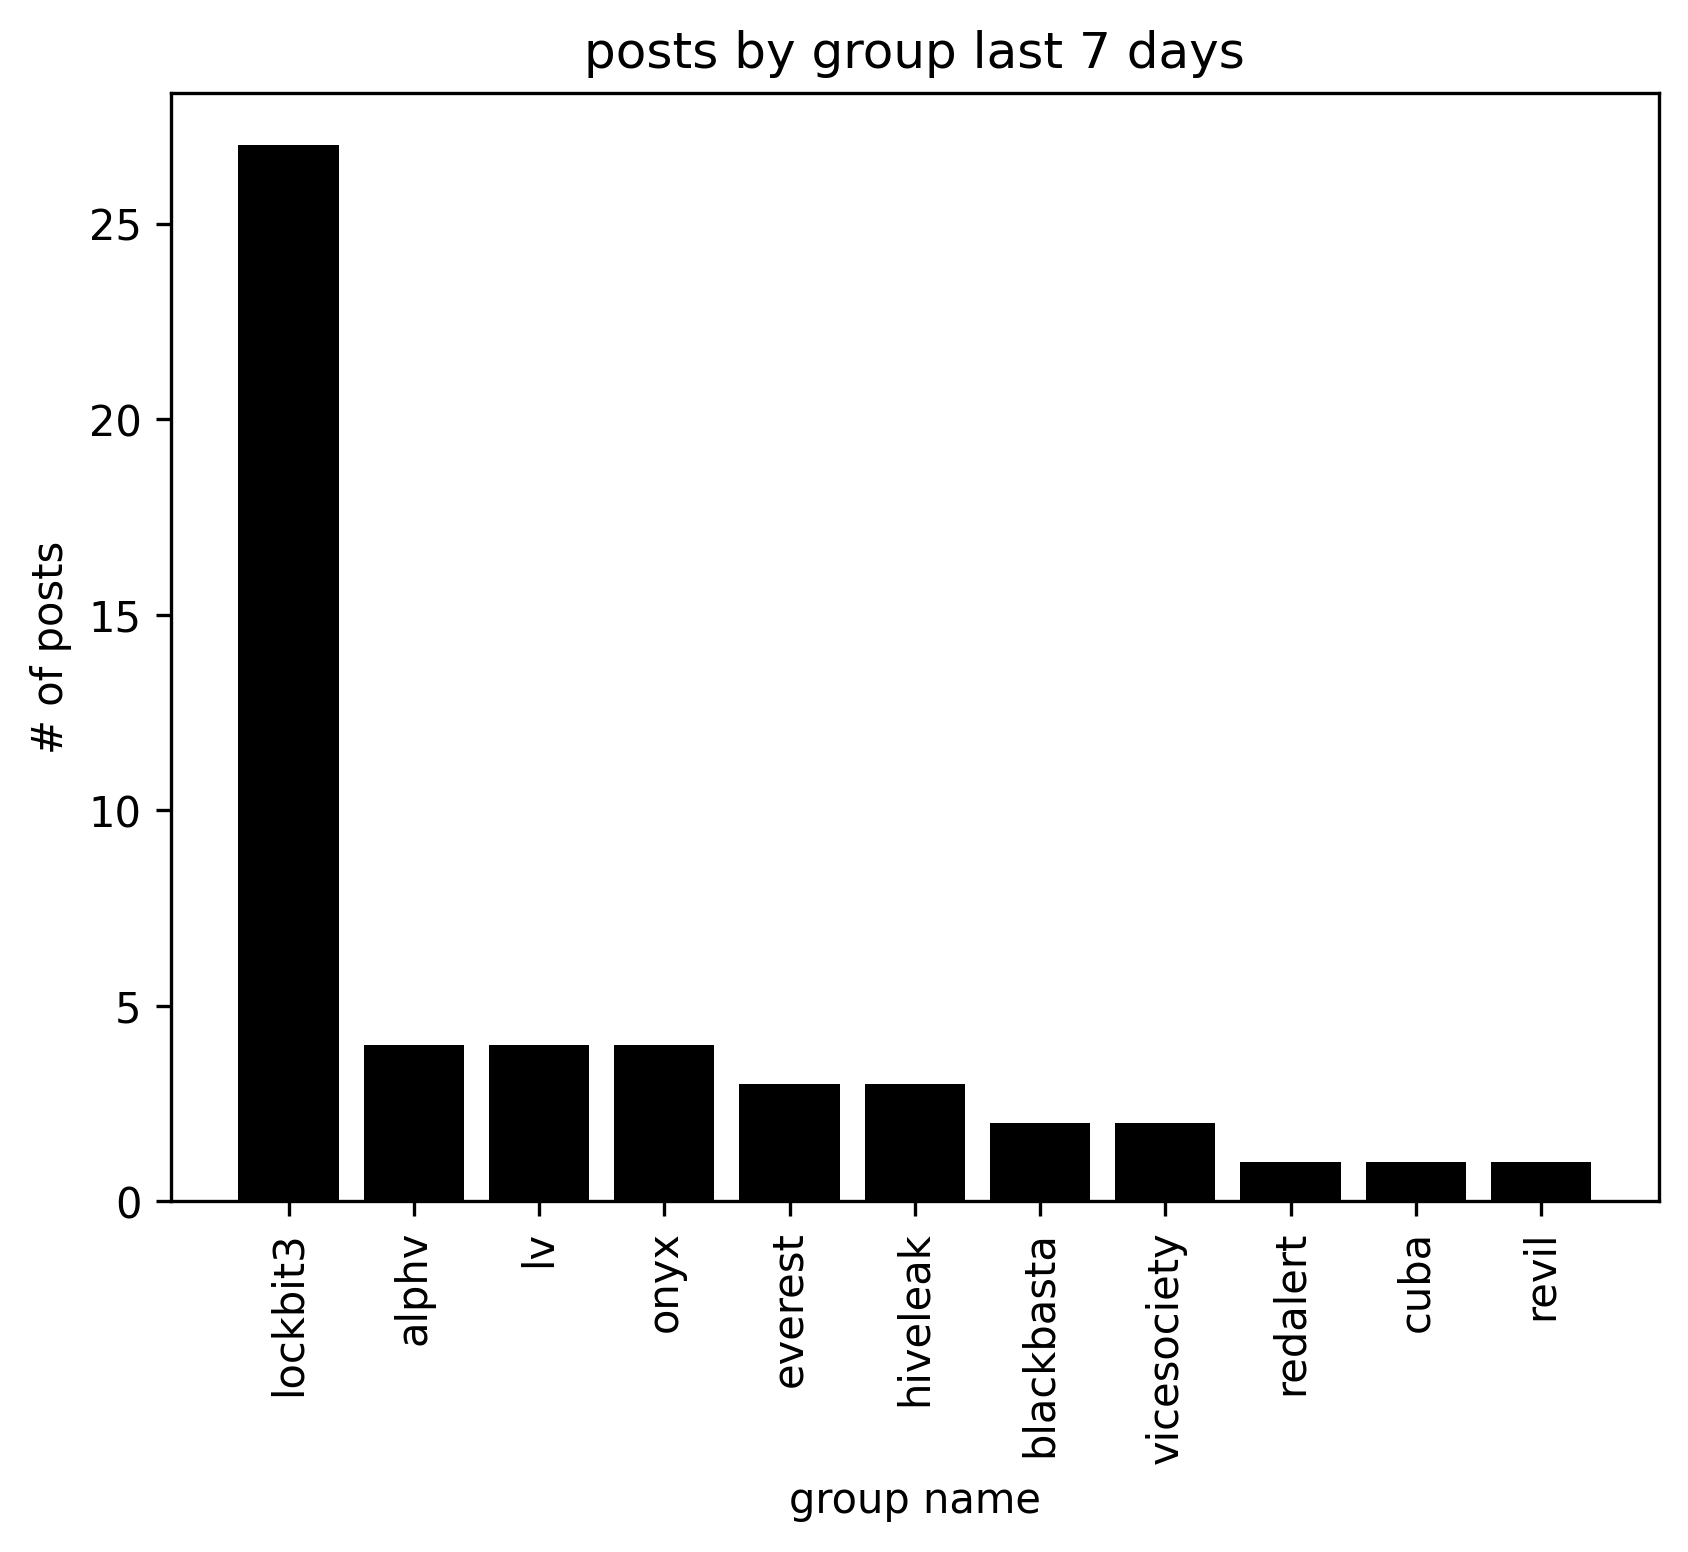 posts by group last 7 days
# of posts
25
20
15
10
5
0
lockbit3
alphv
lv
onyx
everest
hiveleak
blackbasta
vicesociety
redalert
cuba
revil
group name